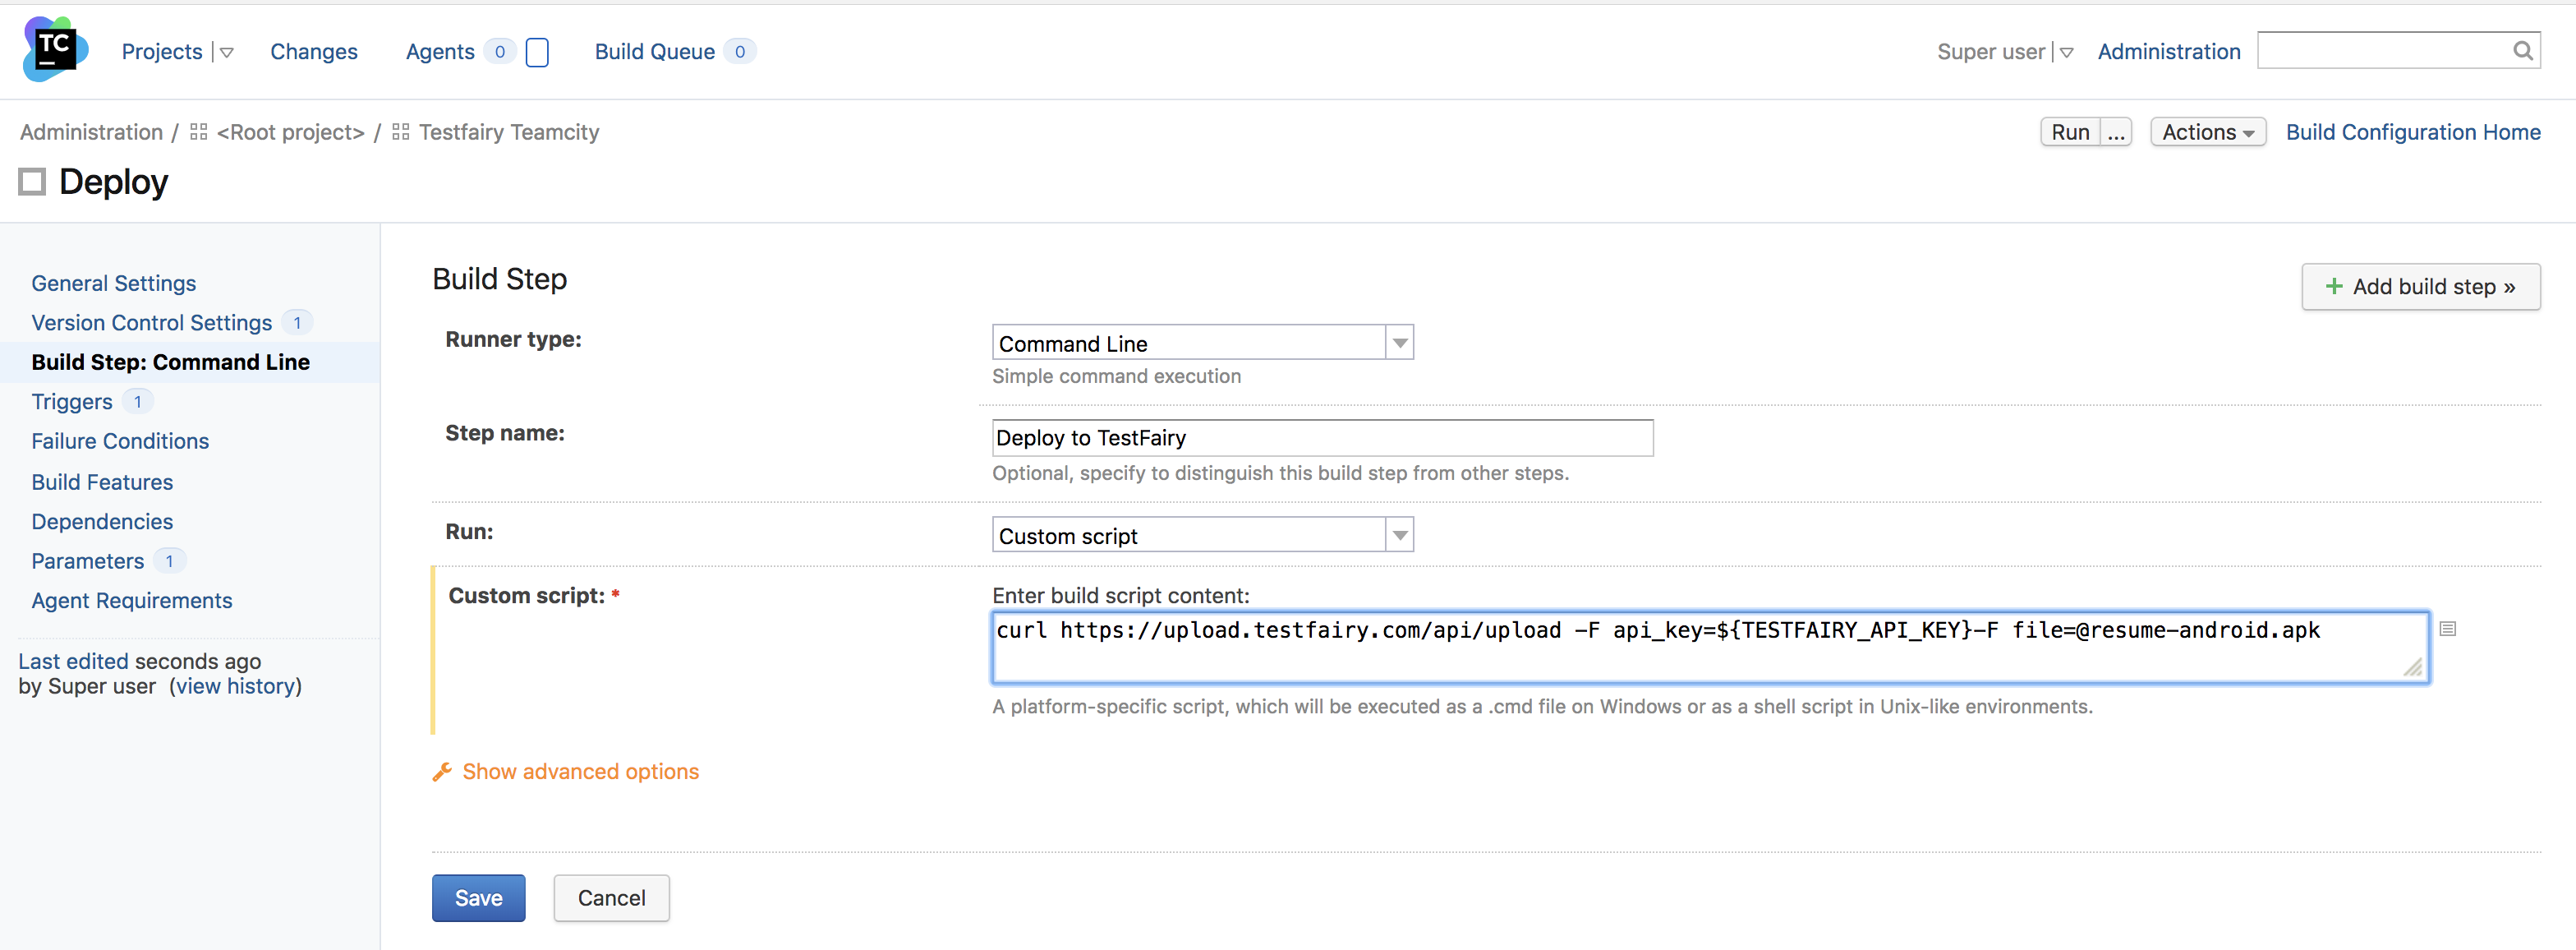 TC
Projects Changes Agents 0 Build Queue 0 Super user Administration
Administration / <Root project> / Testfairy Teamcity Run ... Actions Build Configuration Home
Deploy
General Settings
Version Control Settings 1
Build Step: Command Line
Triggers 1
Failure Conditions
Build Features
Dependencies
Parameters 1
Agent Requirements
Last edited seconds ago
by Super user (view history)
Build Step
+ Add build step »
Runner type: Command Line
Simple command execution
Step name: Deploy to TestFairy
Optional, specify to distinguish this build step from other steps.
Run: Custom script
Custom script: * Enter build script content:
curl https://upload.testfairy.com/api/upload -F api_key=${TESTFAIRY_API_KEY}-F file=@resume-android.apk
A platform-specific script, which will be executed as a .cmd file on Windows or as a shell script in Unix-like environments.
Show advanced options
Save Cancel